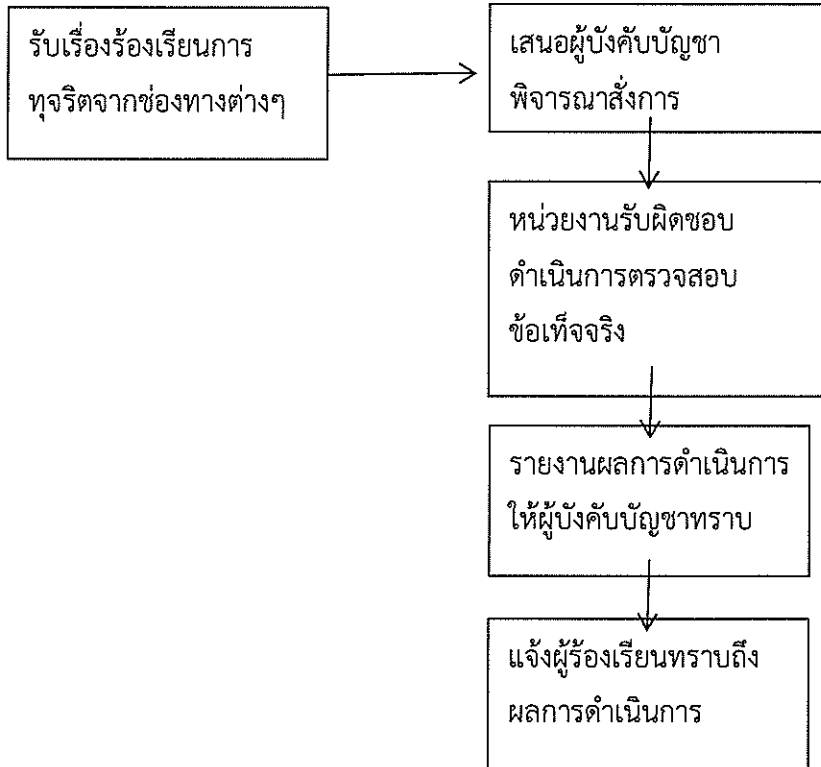 รับเรื่องร้องเรียนการ
ทุจริตจากช่องทางต่างๆ
เสนอผู้บังคับบัญชา
พิจารณาสั่งการ
หน่วยงานรับผิดชอบ
ดำเนินการตรวจสอบ
ข้อเท็จจริง
รายงานผลการดำเนินการ
ให้ผู้บังคับบัญชาทราบ
แจ้งผู้ร้องเรียนทราบถึง
ผลการดำเนินการ